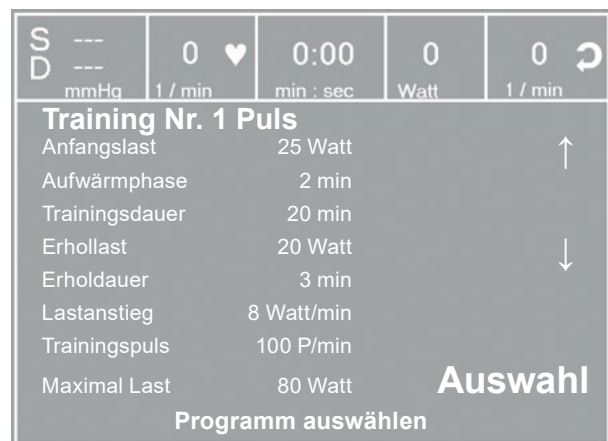 S ---
D ---
mmHg
0 ♥
1 / min
0:00
min : sec
0
Watt
0
1 / min
Training Nr. 1 Puls
Anfangslast 25 Watt ↑
Aufwärmphase 2 min
Trainingsdauer 20 min
Erhollast 20 Watt ↓
Erholdauer 3 min
Lastanstieg 8 Watt/min
Trainingspuls 100 P/min
Maximal Last 80 Watt Auswahl
Programm auswählen